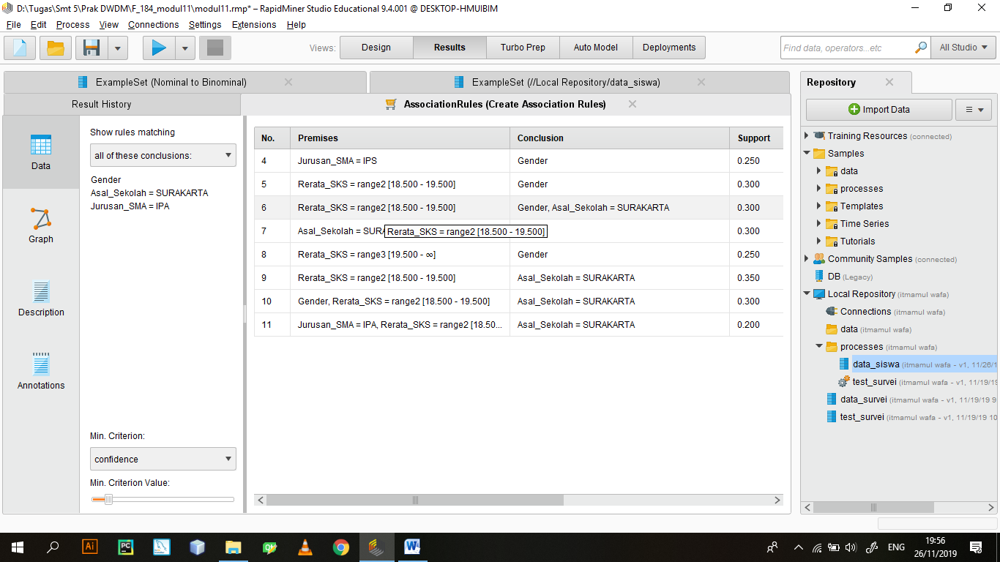 D:\Tugas\Smt 5\Prak DWDM\F_184_modul11\modul11.rmp* – RapidMiner Studio Educational 9.4.001 @ DESKTOP-HMUIBIM
File Edit Process View Connections Settings Extensions Help
Views: Design Results Turbo Prep Auto Model Deployments
Find data, operators...etc All Studio
ExampleSet (Nominal to Binominal) ExampleSet (//Local Repository/data_siswa)
Result History AssociationRules (Create Association Rules)
Data
Graph
Description
Annotations
Show rules matching
all of these conclusions:
Gender
Asal_Sekolah = SURAKARTA
Jurusan_SMA = IPA
Min. Criterion:
confidence
Min. Criterion Value:
No. Premises Conclusion Support
4 Jurusan_SMA = IPS Gender 0.250
5 Rerata_SKS = range2 [18.500 - 19.500] Gender 0.300
6 Rerata_SKS = range2 [18.500 - 19.500] Gender, Asal_Sekolah = SURAKARTA 0.300
7 Asal_Sekolah = SURA Rerata_SKS = range2 [18.500 - 19.500] 0.300
8 Rerata_SKS = range3 [19.500 - ∞] Gender 0.250
9 Rerata_SKS = range2 [18.500 - 19.500] Asal_Sekolah = SURAKARTA 0.350
10 Gender, Rerata_SKS = range2 [18.500 - 19.500] Asal_Sekolah = SURAKARTA 0.300
11 Jurusan_SMA = IPA, Rerata_SKS = range2 [18.50... Asal_Sekolah = SURAKARTA 0.200
Repository
Import Data
Training Resources (connected)
Samples
data
processes
Templates
Time Series
Tutorials
Community Samples (connected)
DB (Legacy)
Local Repository (itmamul wafa)
Connections (itmamul wafa)
data (itmamul wafa)
processes (itmamul wafa)
data_siswa (itmamul wafa - v1, 11/26/1
test_survei (itmamul wafa - v1, 11/19/19
data_survei (itmamul wafa - v1, 11/19/19 9
test_survei (itmamul wafa - v1, 11/19/19 10
Ai PC Qt W ENG 19:56
26/11/2019